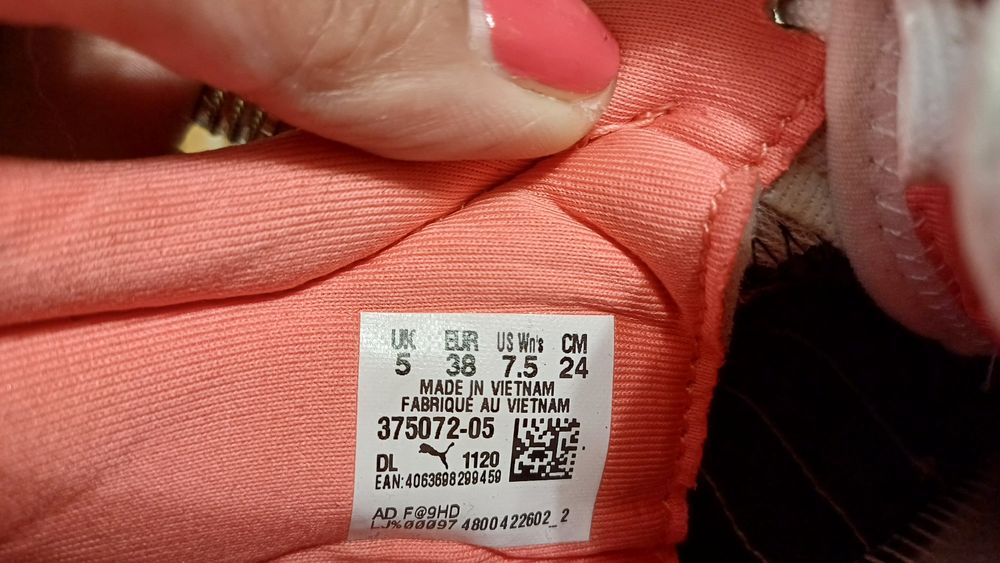 UK EUR US Wn's CM
5 38 7.5 24
MADE IN VIETNAM
FABRIQUÉ AU VIETNAM
375072-05
DL 1120
EAN:4063698299459
AD F@9HD
LJ%00097 4800422602_2